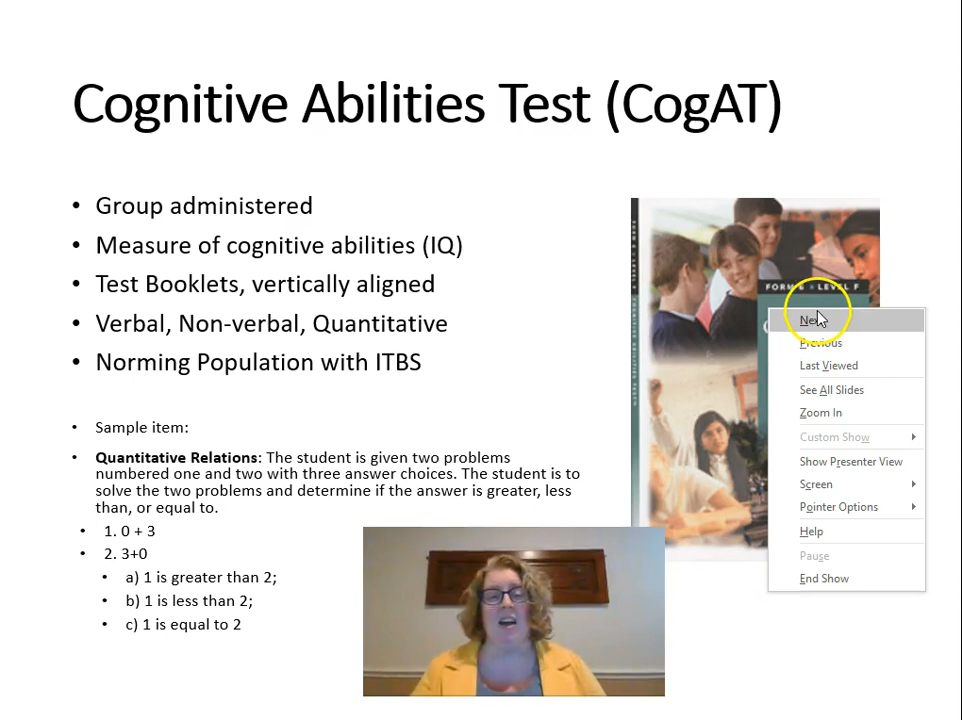 Cognitive Abilities Test (CogAT)
• Group administered
• Measure of cognitive abilities (IQ)
• Test Booklets, vertically aligned
• Verbal, Non-verbal, Quantitative
• Norming Population with ITBS
• Sample item:
• Quantitative Relations: The student is given two problems
numbered one and two with three answer choices. The student is to
solve the two problems and determine if the answer is greater, less
than, or equal to.
• 1. 0 + 3
• 2. 3+0
• a) 1 is greater than 2;
• b) 1 is less than 2;
• c) 1 is equal to 2
FORM 6 LEVEL F
Next
Previous
Last Viewed
See All Slides
Zoom In
Custom Show
Show Presenter View
Screen
Pointer Options
Help
Pause
End Show